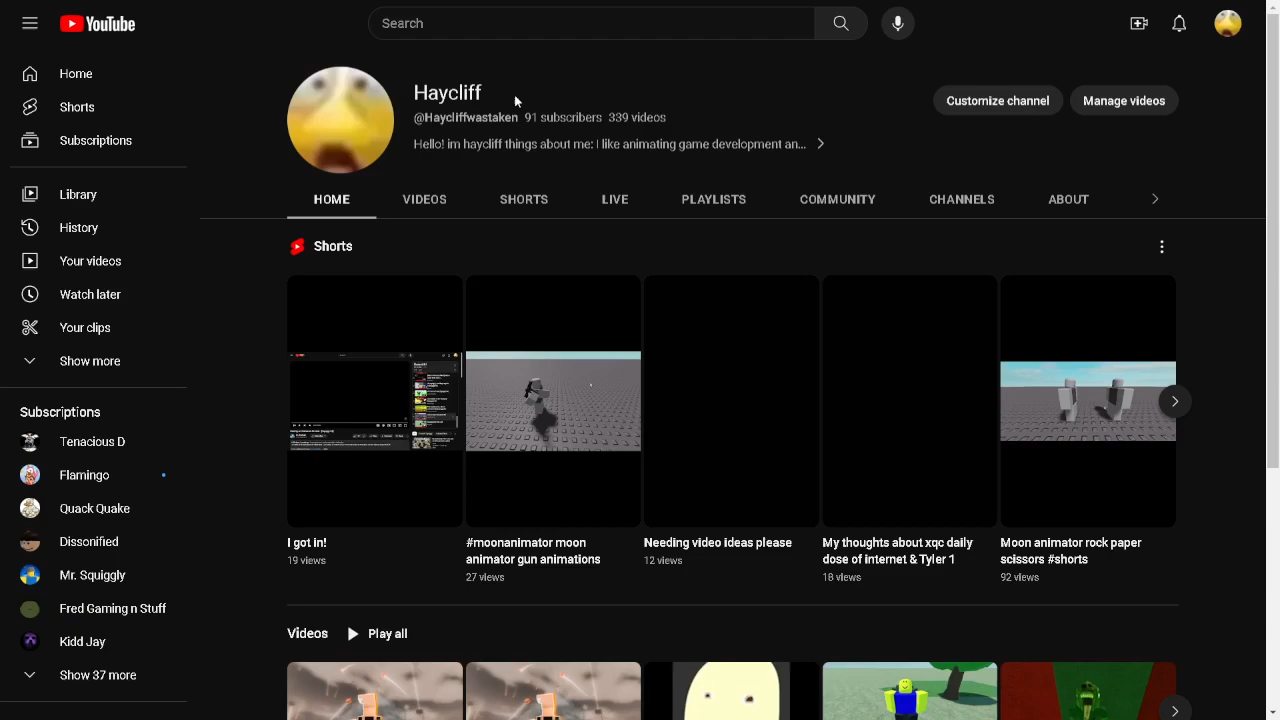 YouTube
Search
Home
Shorts
Subscriptions
Library
History
Your videos
Watch later
Your clips
Show more
Subscriptions
Tenacious D
Flamingo
Quack Quake
Dissonified
Mr. Squiggly
Fred Gaming n Stuff
Kidd Jay
Show 37 more
Haycliff
@Haycliffwastaken 91 subscribers 339 videos
Hello! im haycliff things about me: I like animating game development an...
Customize channel
Manage videos
HOME VIDEOS SHORTS LIVE PLAYLISTS COMMUNITY CHANNELS ABOUT
Shorts
I got in!
19 views
#moonanimator moon
animator gun animations
27 views
Needing video ideas please
12 views
My thoughts about xqc daily
dose of internet & Tyler 1
18 views
Moon animator rock paper
scissors #shorts
92 views
Videos
Play all